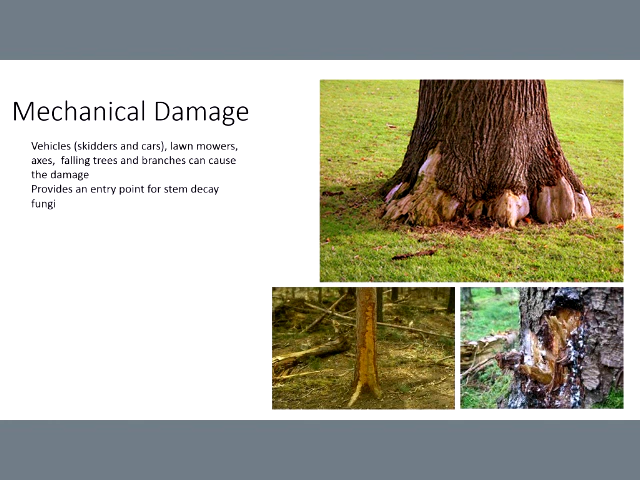 Mechanical Damage
Vehicles (skidders and cars), lawn mowers,
axes,  falling trees and branches can cause
the damage
Provides an entry point for stem decay
fungi